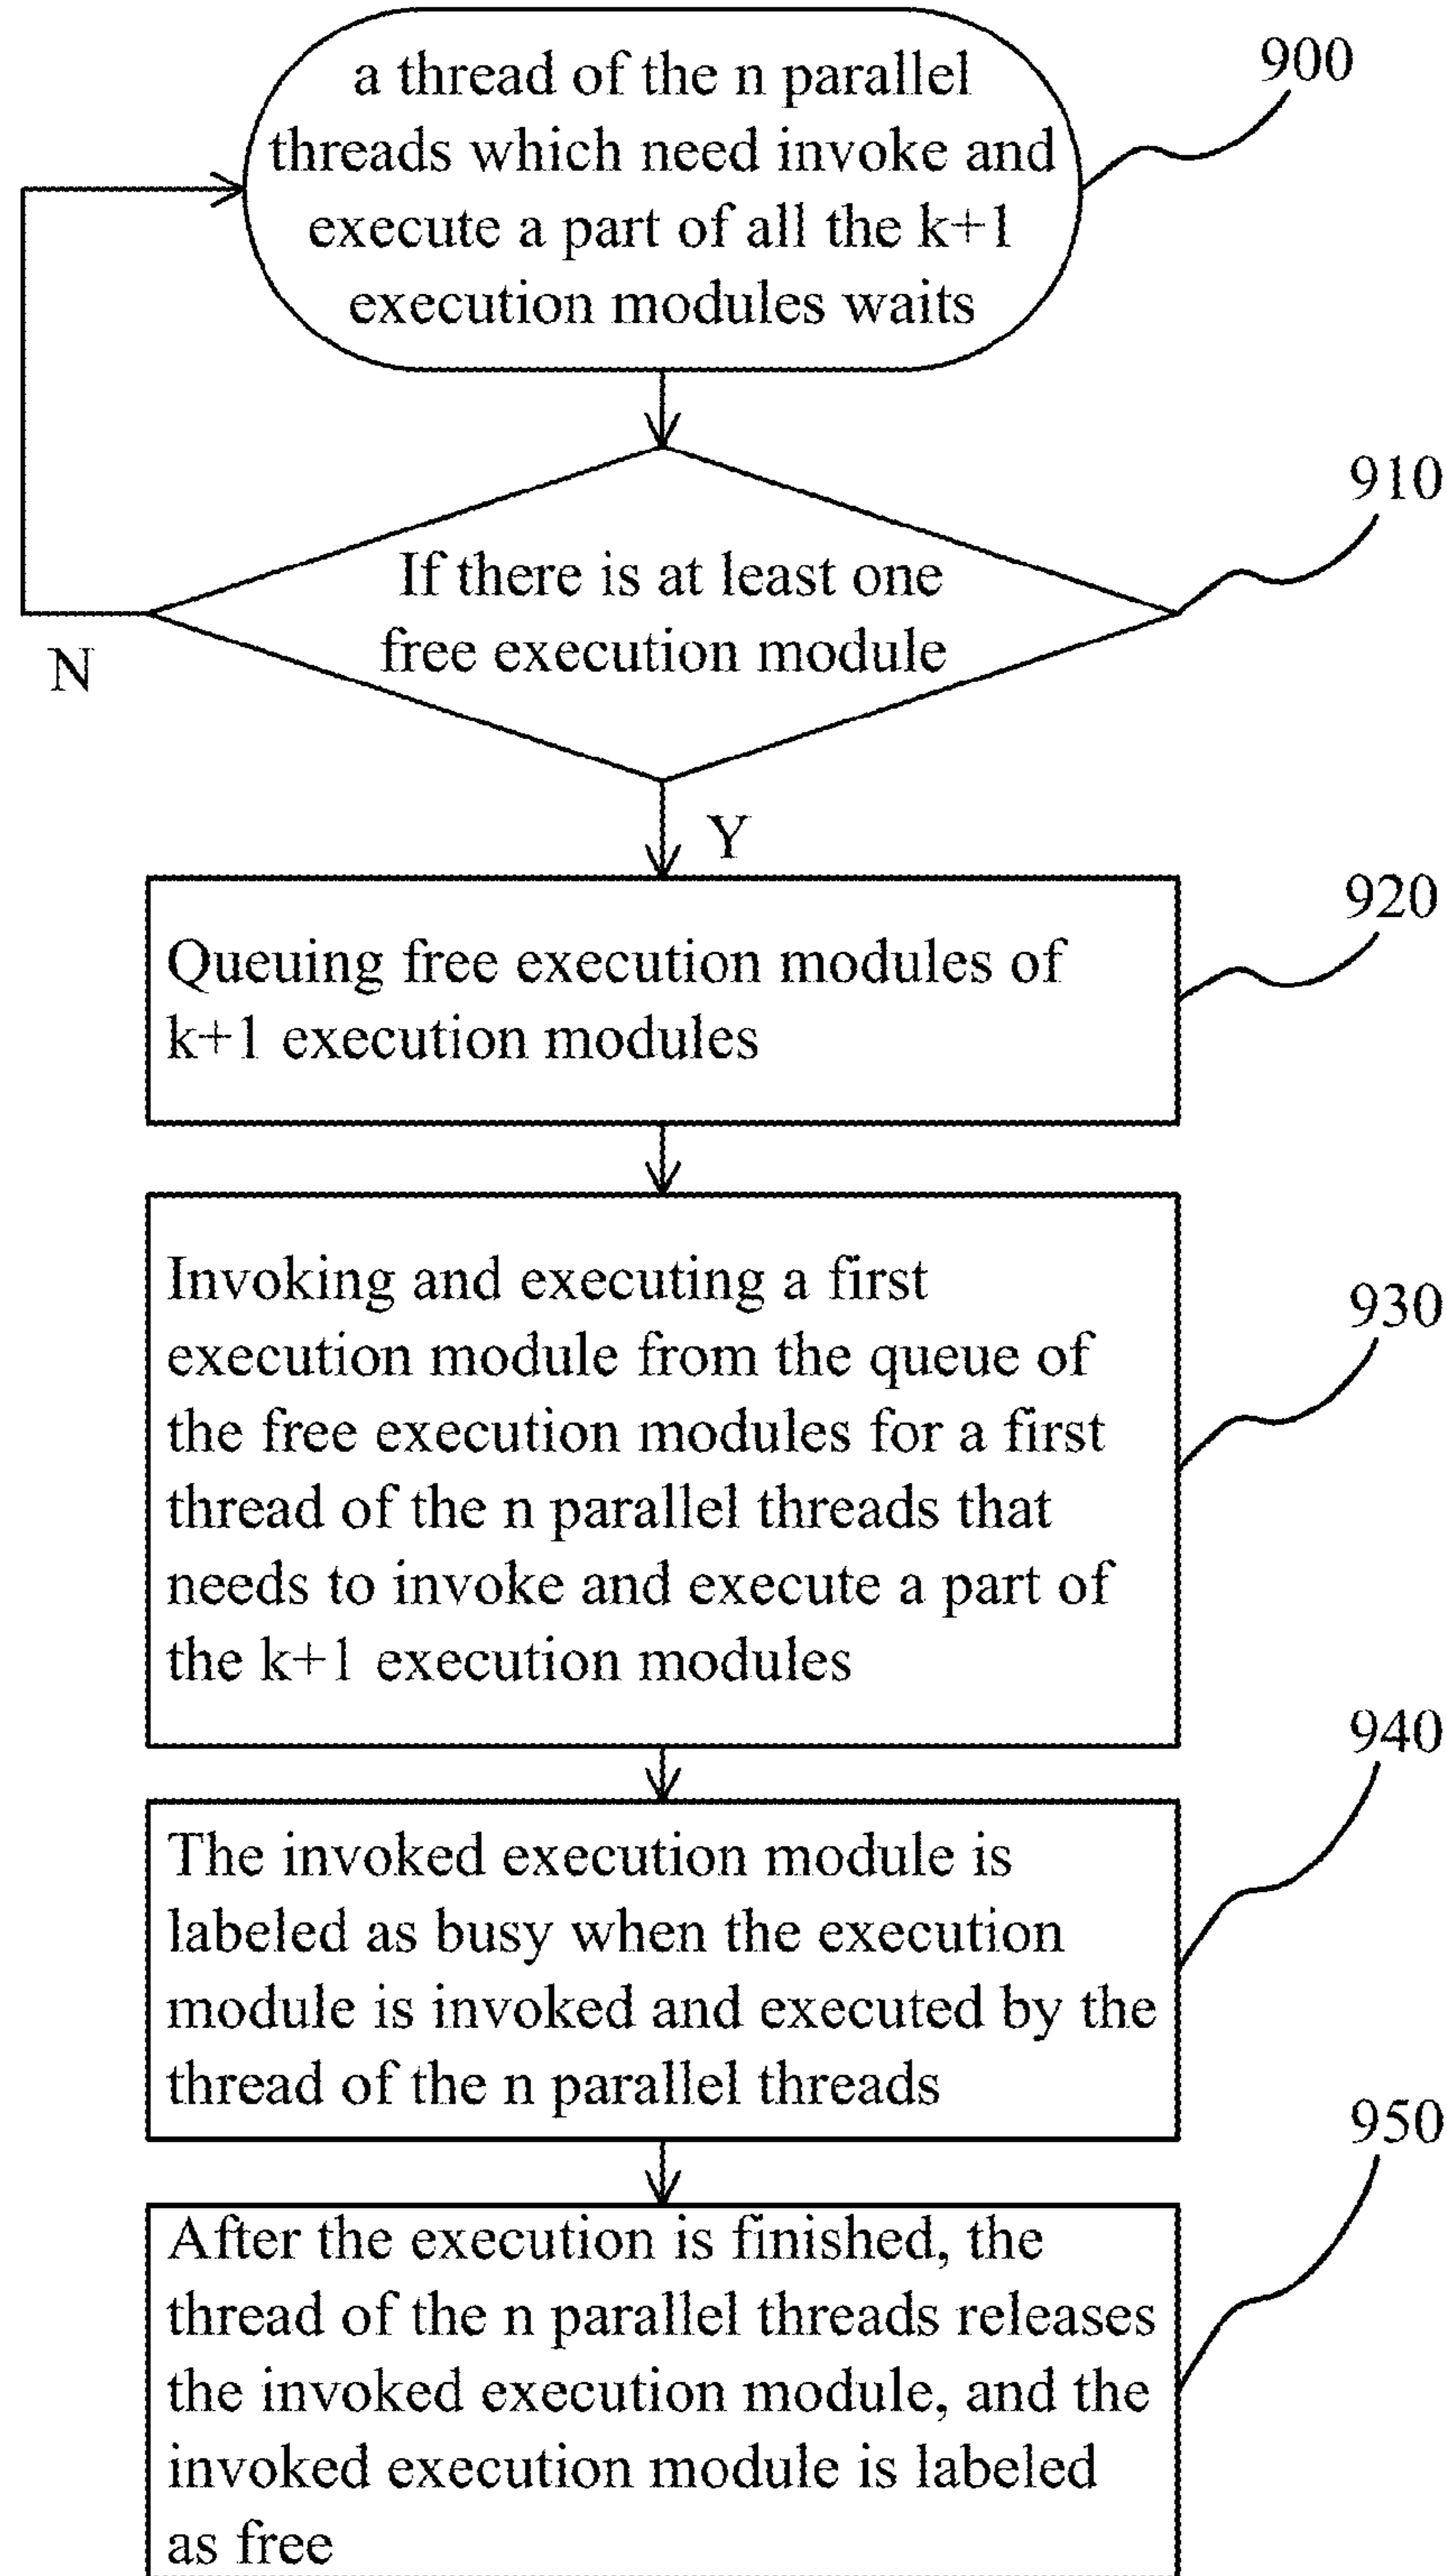 a thread of the n parallel
threads which need invoke and
execute a part of all the k+1
execution modules waits
900
If there is at least one
free execution module
910
N
Y
Queuing free execution modules of
k+1 execution modules
920
Invoking and executing a first
execution module from the queue of
the free execution modules for a first
thread of the n parallel threads that
needs to invoke and execute a part of
the k+1 execution modules
930
The invoked execution module is
labeled as busy when the execution
module is invoked and executed by the
thread of the n parallel threads
940
After the execution is finished, the
thread of the n parallel threads releases
the invoked execution module, and the
invoked execution module is labeled
as free
950